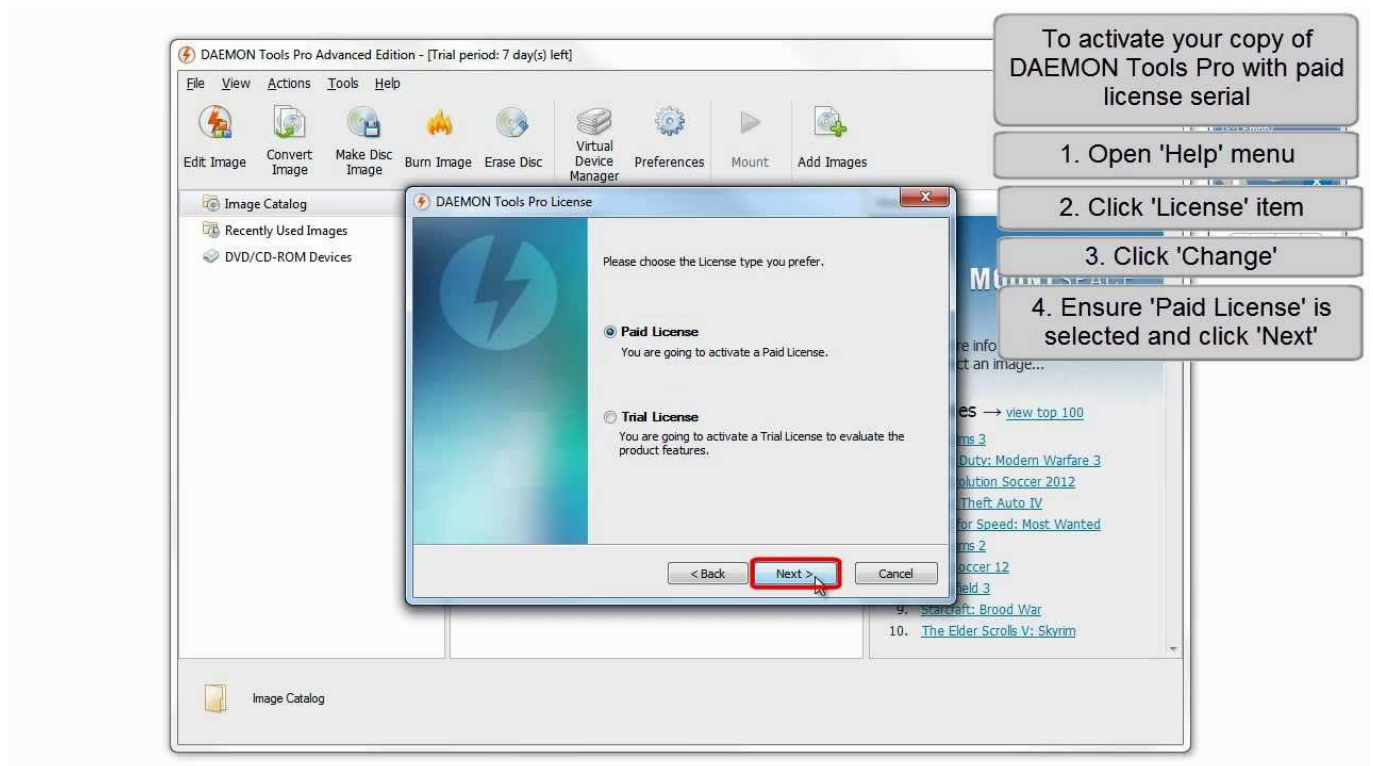 DAEMON Tools Pro Advanced Edition - [Trial period: 7 day(s) left]
File View Actions Tools Help
Edit Image
Convert Image
Make Disc Image
Burn Image
Erase Disc
Virtual Device Manager
Preferences
Mount
Add Images
Image Catalog
Recently Used Images
DVD/CD-ROM Devices
DAEMON Tools Pro License
Please choose the License type you prefer.
Paid License
You are going to activate a Paid License.
Trial License
You are going to activate a Trial License to evaluate the
product features.
< Back
Next >
Cancel
an image...
→ view top 100
Duty: Modern Warfare 3
Soccer 2012
Theft Auto IV
Speed: Most Wanted
12
3
9. Starcraft: Brood War
10. The Elder Scrolls V: Skyrim
Image Catalog
To activate your copy of
DAEMON Tools Pro with paid
license serial
1. Open 'Help' menu
2. Click 'License' item
3. Click 'Change'
4. Ensure 'Paid License' is
selected and click 'Next'